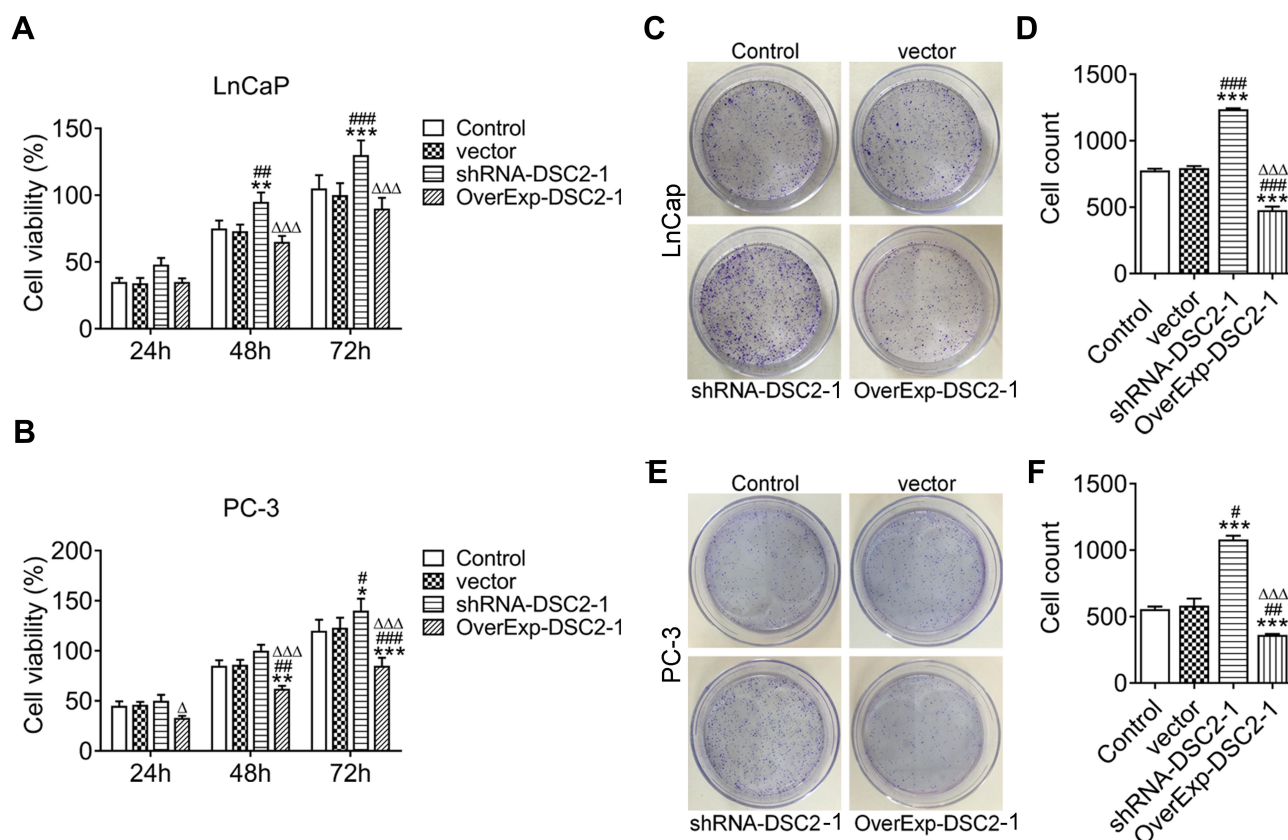 A
LnCaP
Cell viability (%)
150
100
50
0
##
**
ΔΔΔ
###
***
ΔΔΔ
24h
48h
72h
Control
vector
shRNA-DSC2-1
OverExp-DSC2-1
B
PC-3
Cell viability (%)
200
150
100
50
0
Δ
ΔΔΔ
##
**
#
*
ΔΔΔ
###
***
24h
48h
72h
Control
vector
shRNA-DSC2-1
OverExp-DSC2-1
C
Control
vector
LnCap
shRNA-DSC2-1
OverExp-DSC2-1
D
Cell count
1500
1000
500
0
###
***
ΔΔΔ
###
***
Control
vector
shRNA-DSC2-1
OverExp-DSC2-1
E
Control
vector
PC-3
shRNA-DSC2-1
OverExp-DSC2-1
F
Cell count
1500
1000
500
0
#
***
ΔΔΔ
##
***
Control
vector
shRNA-DSC2-1
OverExp-DSC2-1